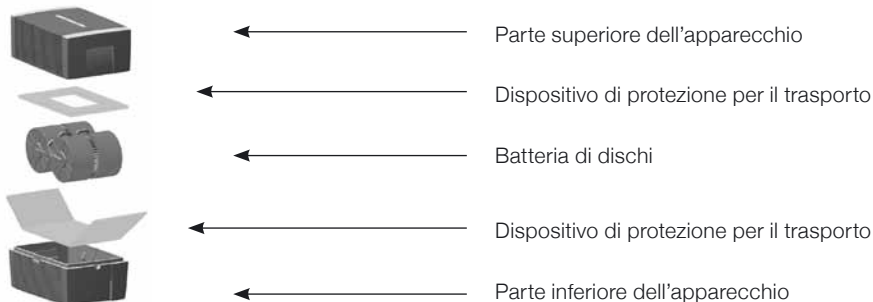 Parte superiore dell'apparecchio
Dispositivo di protezione per il trasporto
Batteria di dischi
Dispositivo di protezione per il trasporto
Parte inferiore dell'apparecchio